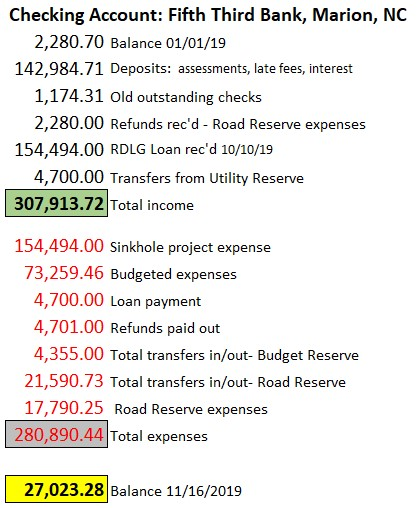 Checking Account: Fifth Third Bank, Marion, NC
2,280.70 Balance 01/01/19
142,984.71 Deposits: assessments, late fees, interest
1,174.31 Old outstanding checks
2,280.00 Refunds rec'd - Road Reserve expenses
154,494.00 RDLG Loan rec'd 10/10/19
4,700.00 Transfers from Utility Reserve
307,913.72 Total income
154,494.00 Sinkhole project expense
73,259.46 Budgeted expenses
4,700.00 Loan payment
4,701.00 Refunds paid out
4,355.00 Total transfers in/out- Budget Reserve
21,590.73 Total transfers in/out- Road Reserve
17,790.25 Road Reserve expenses
280,890.44 Total expenses
27,023.28 Balance 11/16/2019